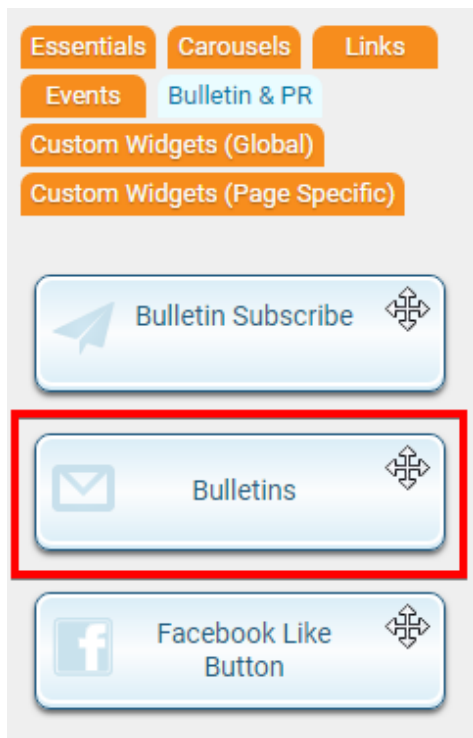 Essentials Carousels Links
Events Bulletin & PR
Custom Widgets (Global)
Custom Widgets (Page Specific)
Bulletin Subscribe
Bulletins
Facebook Like
Button